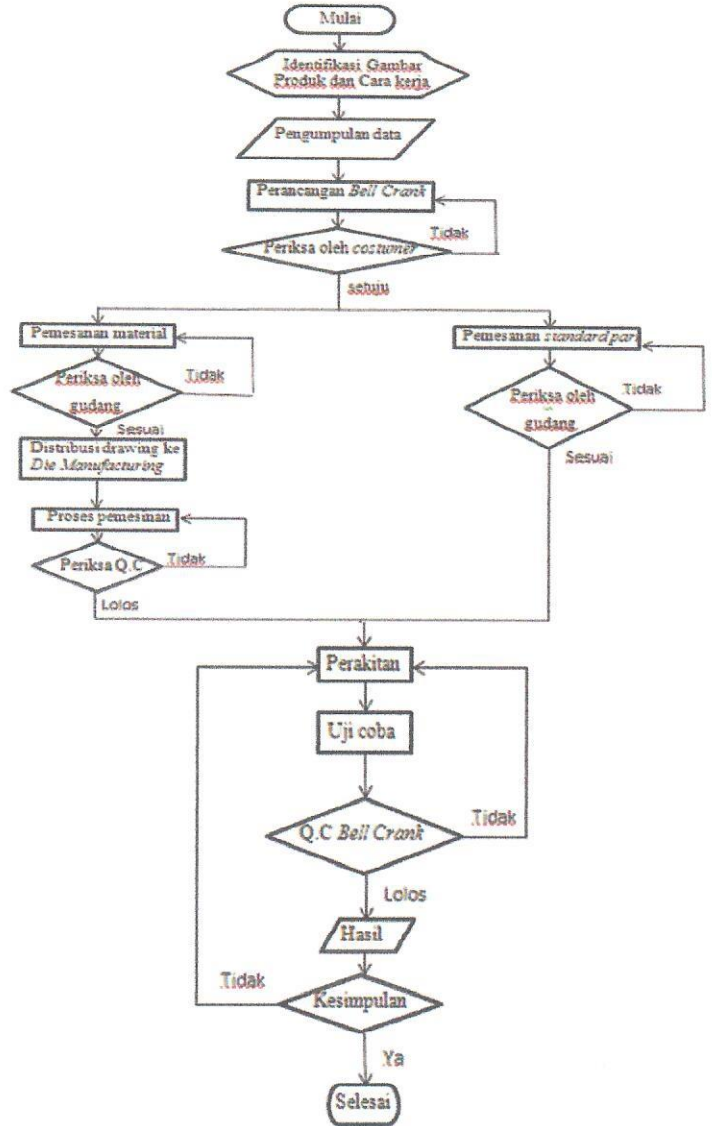 Mulai
Identifikasi Gambar
Produk dan Cara kerja
Pengumpulan data
Perancangan Bell Crank
Tidak
Periksa oleh costumer
setuju
Pemesanan material
Pemesanan standard part
Periksa oleh
gudang
Tidak
Periksa oleh
gudang
Tidak
Sesuai
Sesuai
Distribusi drawing ke
Die Manufacturing
Proses pemesinan
Periksa Q.C
Tidak
Lolos
Perakitan
Uji coba
Q.C Bell Crank
Tidak
Lolos
Hasil
Tidak
Kesimpulan
Ya
Selesai